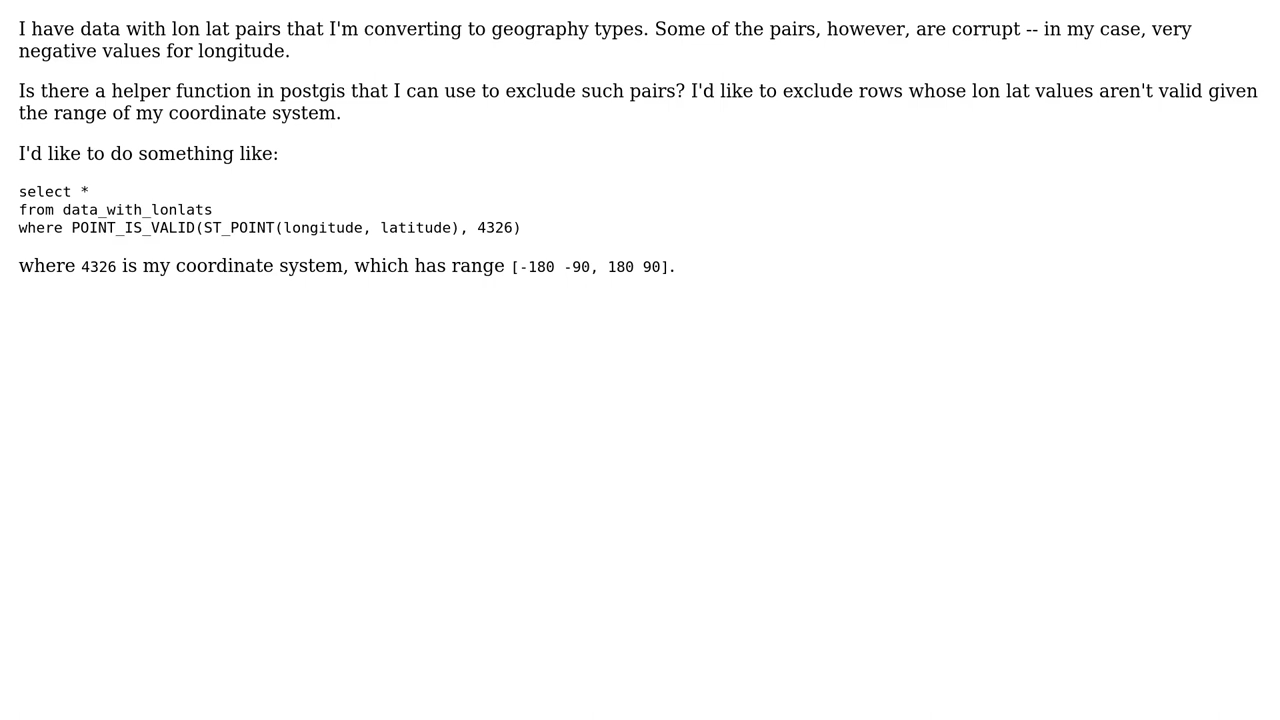 I have data with lon lat pairs that I'm converting to geography types. Some of the pairs, however, are corrupt -- in my case, very
negative values for longitude.
Is there a helper function in postgis that I can use to exclude such pairs? I'd like to exclude rows whose lon lat values aren't valid given
the range of my coordinate system.
I'd like to do something like:
select *
from data_with_lonlats
where POINT_IS_VALID(ST_POINT(longitude, latitude), 4326)
where 4326 is my coordinate system, which has range [-180 -90, 180 90].